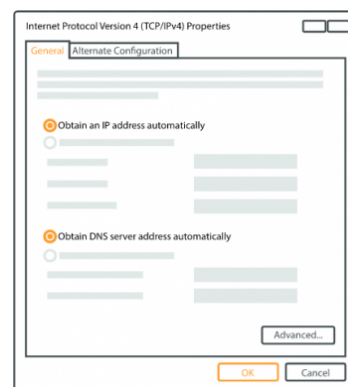 Internet Protocol Version 4 (TCP/IPv4) Properties
General Alternate Configuration
Obtain an IP address automatically
Obtain DNS server address automatically
Advanced...
OK Cancel